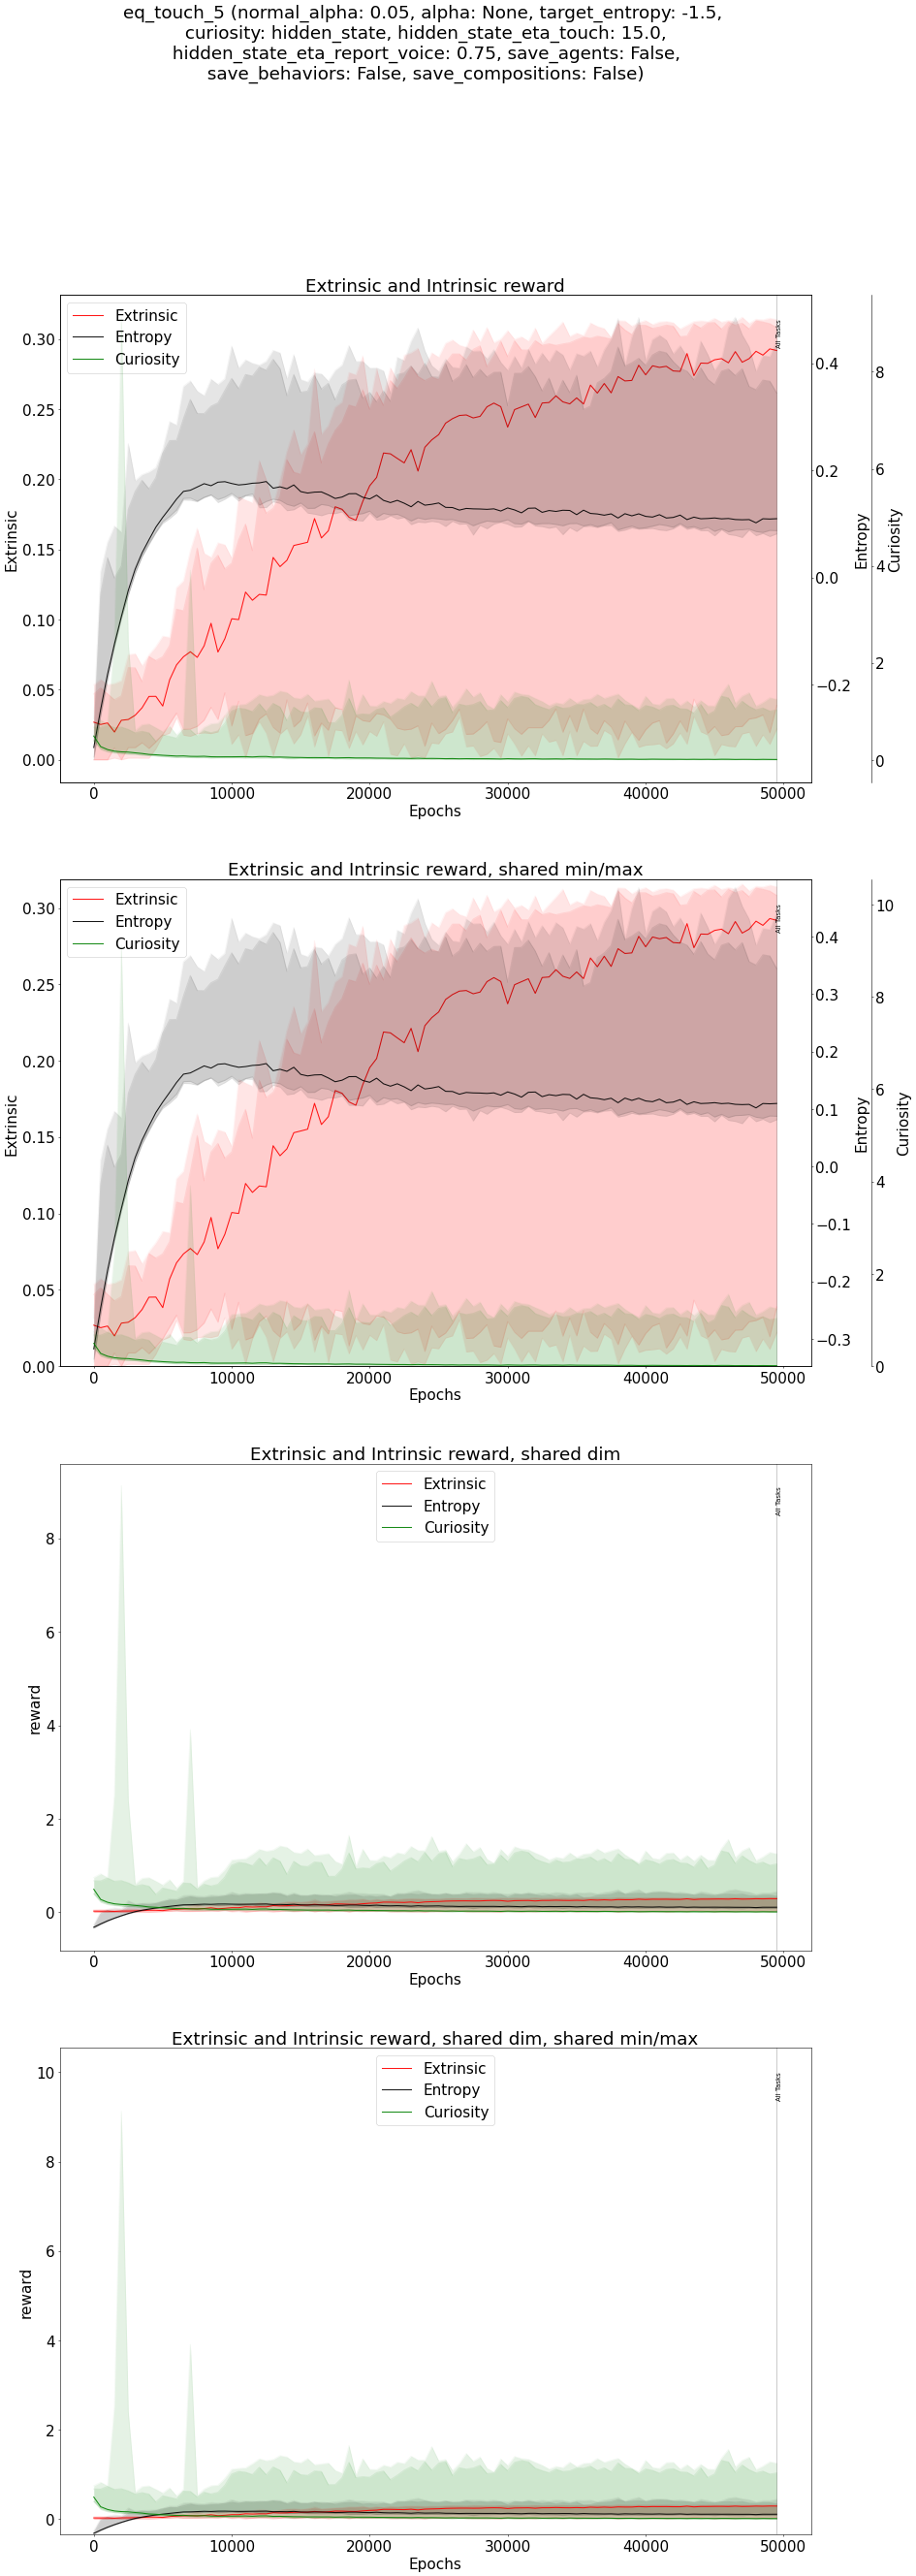 eq_touch_5 (normal_alpha: 0.05, alpha: None, target_entropy: -1.5,
curiosity: hidden_state, hidden_state_eta_touch: 15.0,
hidden_state_eta_report_voice: 0.75, save_agents: False,
save_behaviors: False, save_compositions: False)
Extrinsic and Intrinsic reward
Extrinsic
Entropy
Curiosity
All Tasks
0.30
0.25
0.20
0.15
0.10
0.05
0.00
Extrinsic
0.4
0.2
0.0
−0.2
Entropy
8
6
4
2
0
Curiosity
0 10000 20000 30000 40000 50000
Epochs
Extrinsic and Intrinsic reward, shared min/max
Extrinsic
Entropy
Curiosity
All Tasks
0.30
0.25
0.20
0.15
0.10
0.05
0.00
Extrinsic
0.4
0.3
0.2
0.1
0.0
−0.1
−0.2
−0.3
Entropy
10
8
6
4
2
0
Curiosity
0 10000 20000 30000 40000 50000
Epochs
Extrinsic and Intrinsic reward, shared dim
Extrinsic
Entropy
Curiosity
All Tasks
8
6
4
2
0
reward
0 10000 20000 30000 40000 50000
Epochs
Extrinsic and Intrinsic reward, shared dim, shared min/max
Extrinsic
Entropy
Curiosity
All Tasks
10
8
6
4
2
0
reward
0 10000 20000 30000 40000 50000
Epochs